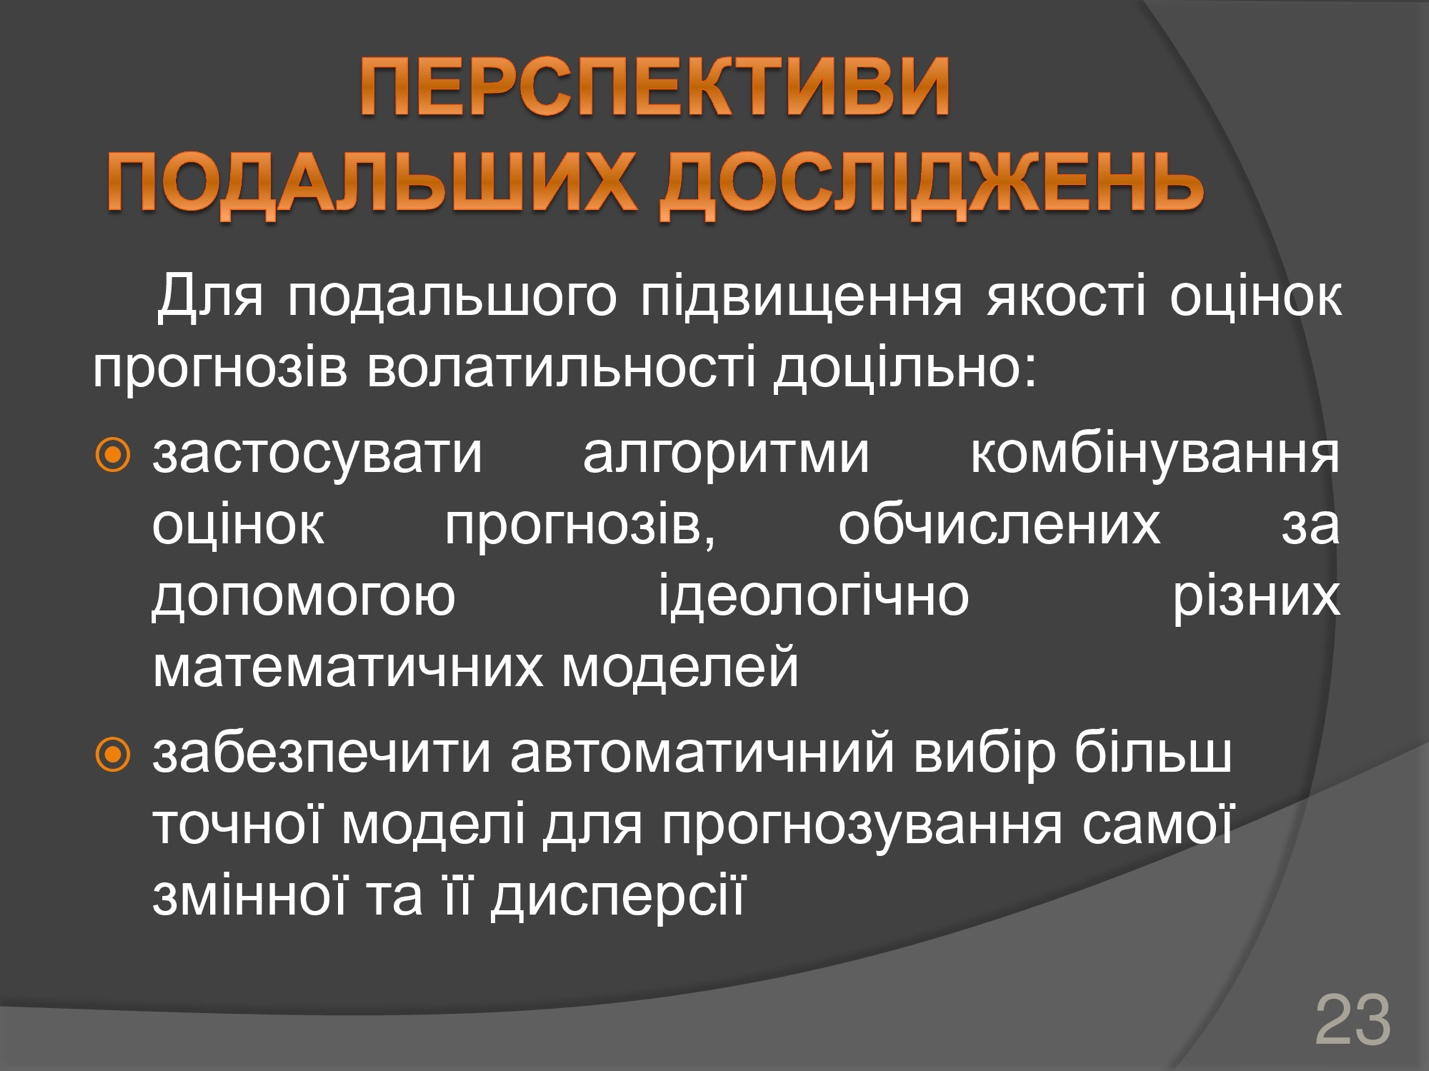 ПЕРСПЕКТИВИ
ПОДАЛЬШИХ ДОСЛІДЖЕНЬ
Для подальшого підвищення якості оцінок
прогнозів волатильності доцільно:
застосувати алгоритми комбінування
оцінок прогнозів, обчислених за
допомогою ідеологічно різних
математичних моделей
забезпечити автоматичний вибір більш
точної моделі для прогнозування самої
змінної та її дисперсії
23